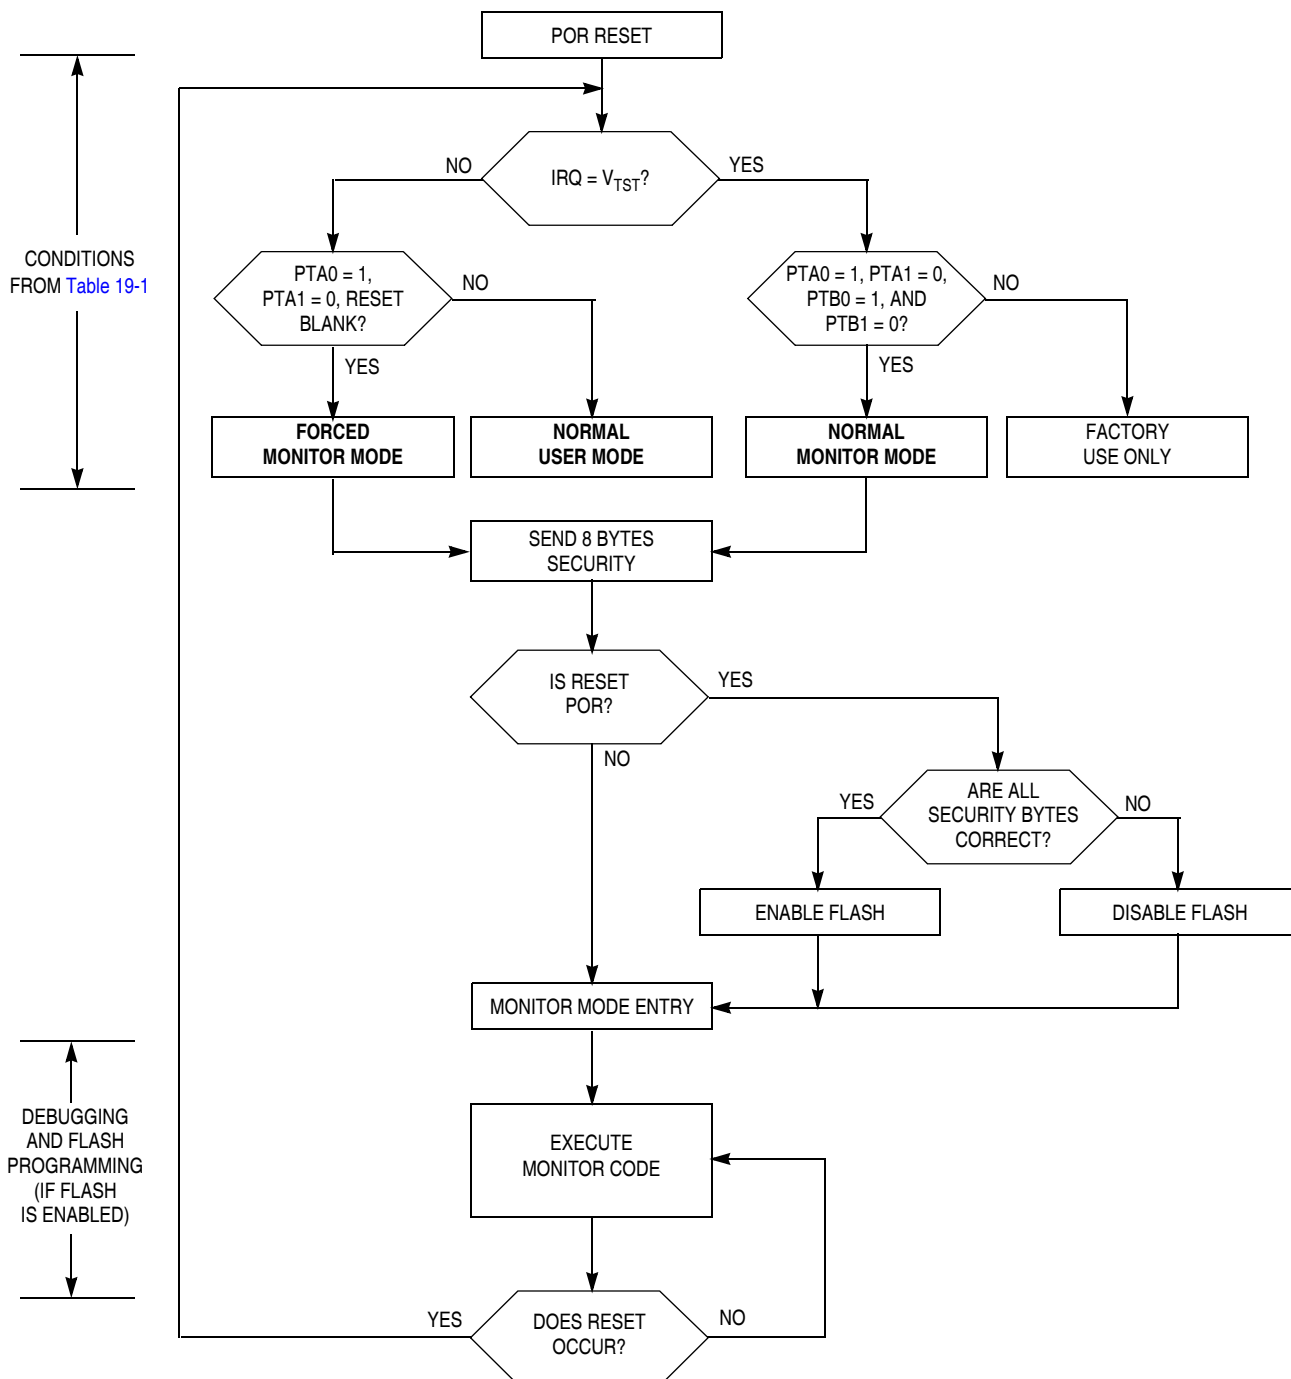 POR RESET
IRQ = VTST?
NO
YES
CONDITIONS
FROM Table 19-1
PTA0 = 1,
PTA1 = 0, RESET
BLANK?
NO
YES
PTA0 = 1, PTA1 = 0,
PTB0 = 1, AND
PTB1 = 0?
NO
YES
FORCED
MONITOR MODE
NORMAL
USER MODE
NORMAL
MONITOR MODE
FACTORY
USE ONLY
SEND 8 BYTES
SECURITY
IS RESET
POR?
YES
NO
ARE ALL
SECURITY BYTES
CORRECT?
YES
NO
ENABLE FLASH
DISABLE FLASH
MONITOR MODE ENTRY
DEBUGGING
AND FLASH
PROGRAMMING
(IF FLASH
IS ENABLED)
EXECUTE
MONITOR CODE
YES
DOES RESET
OCCUR?
NO